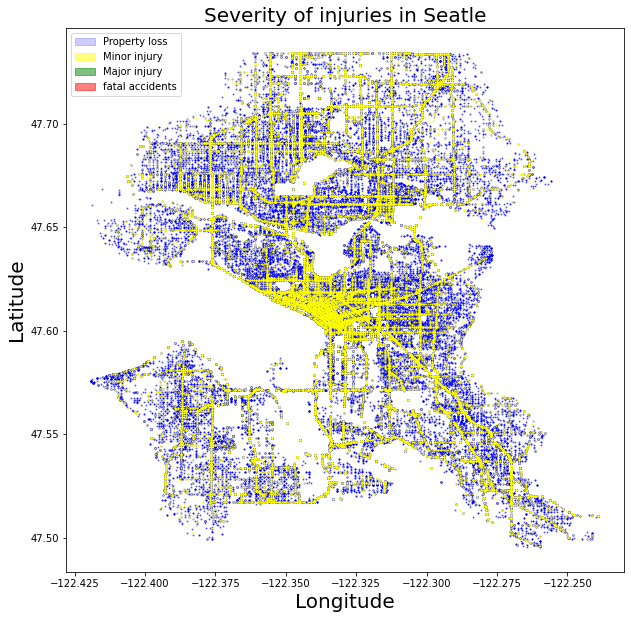 Severity of injuries in Seatle
Property loss
Minor injury
Major injury
fatal accidents
47.70
47.65
47.60
47.55
47.50
Latitude
−122.425 −122.400 −122.375 −122.350 −122.325 −122.300 −122.275 −122.250
Longitude